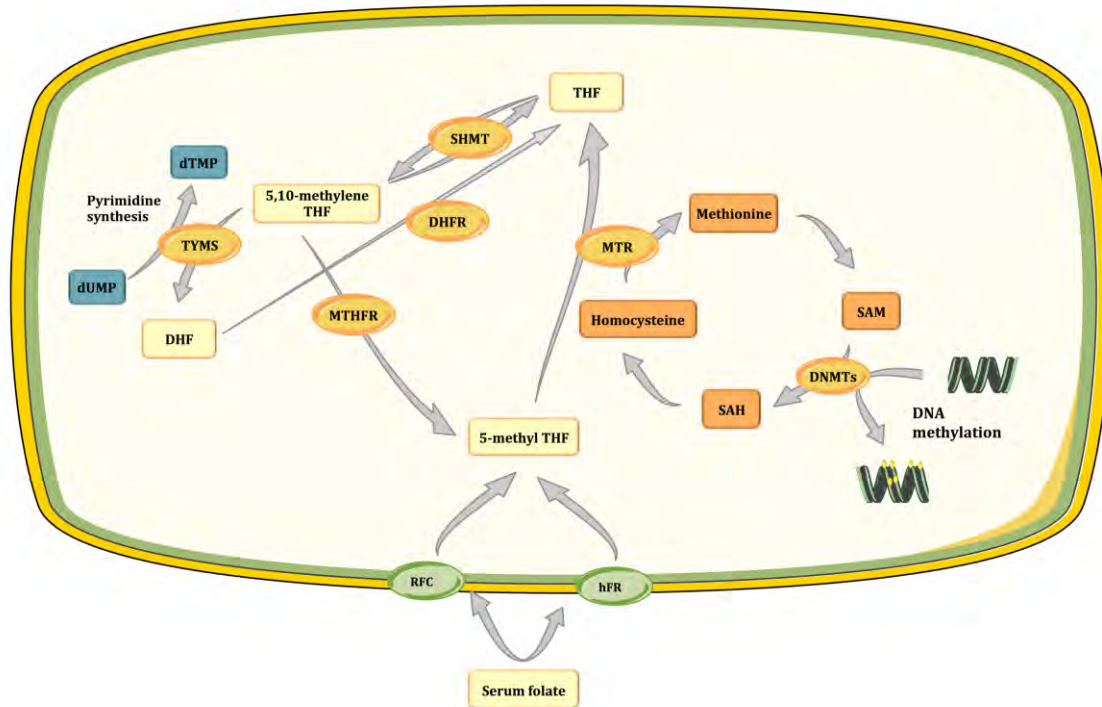 THF
SHMT
dTMP
Pyrimidine
synthesis
5,10-methylene
THF
DHFR
Methionine
TYMS
MTR
dUMP
MTHFR
Homocysteine
SAM
DHF
DNMTs
SAH
DNA
methylation
5-methyl THF
RFC
hFR
Serum folate